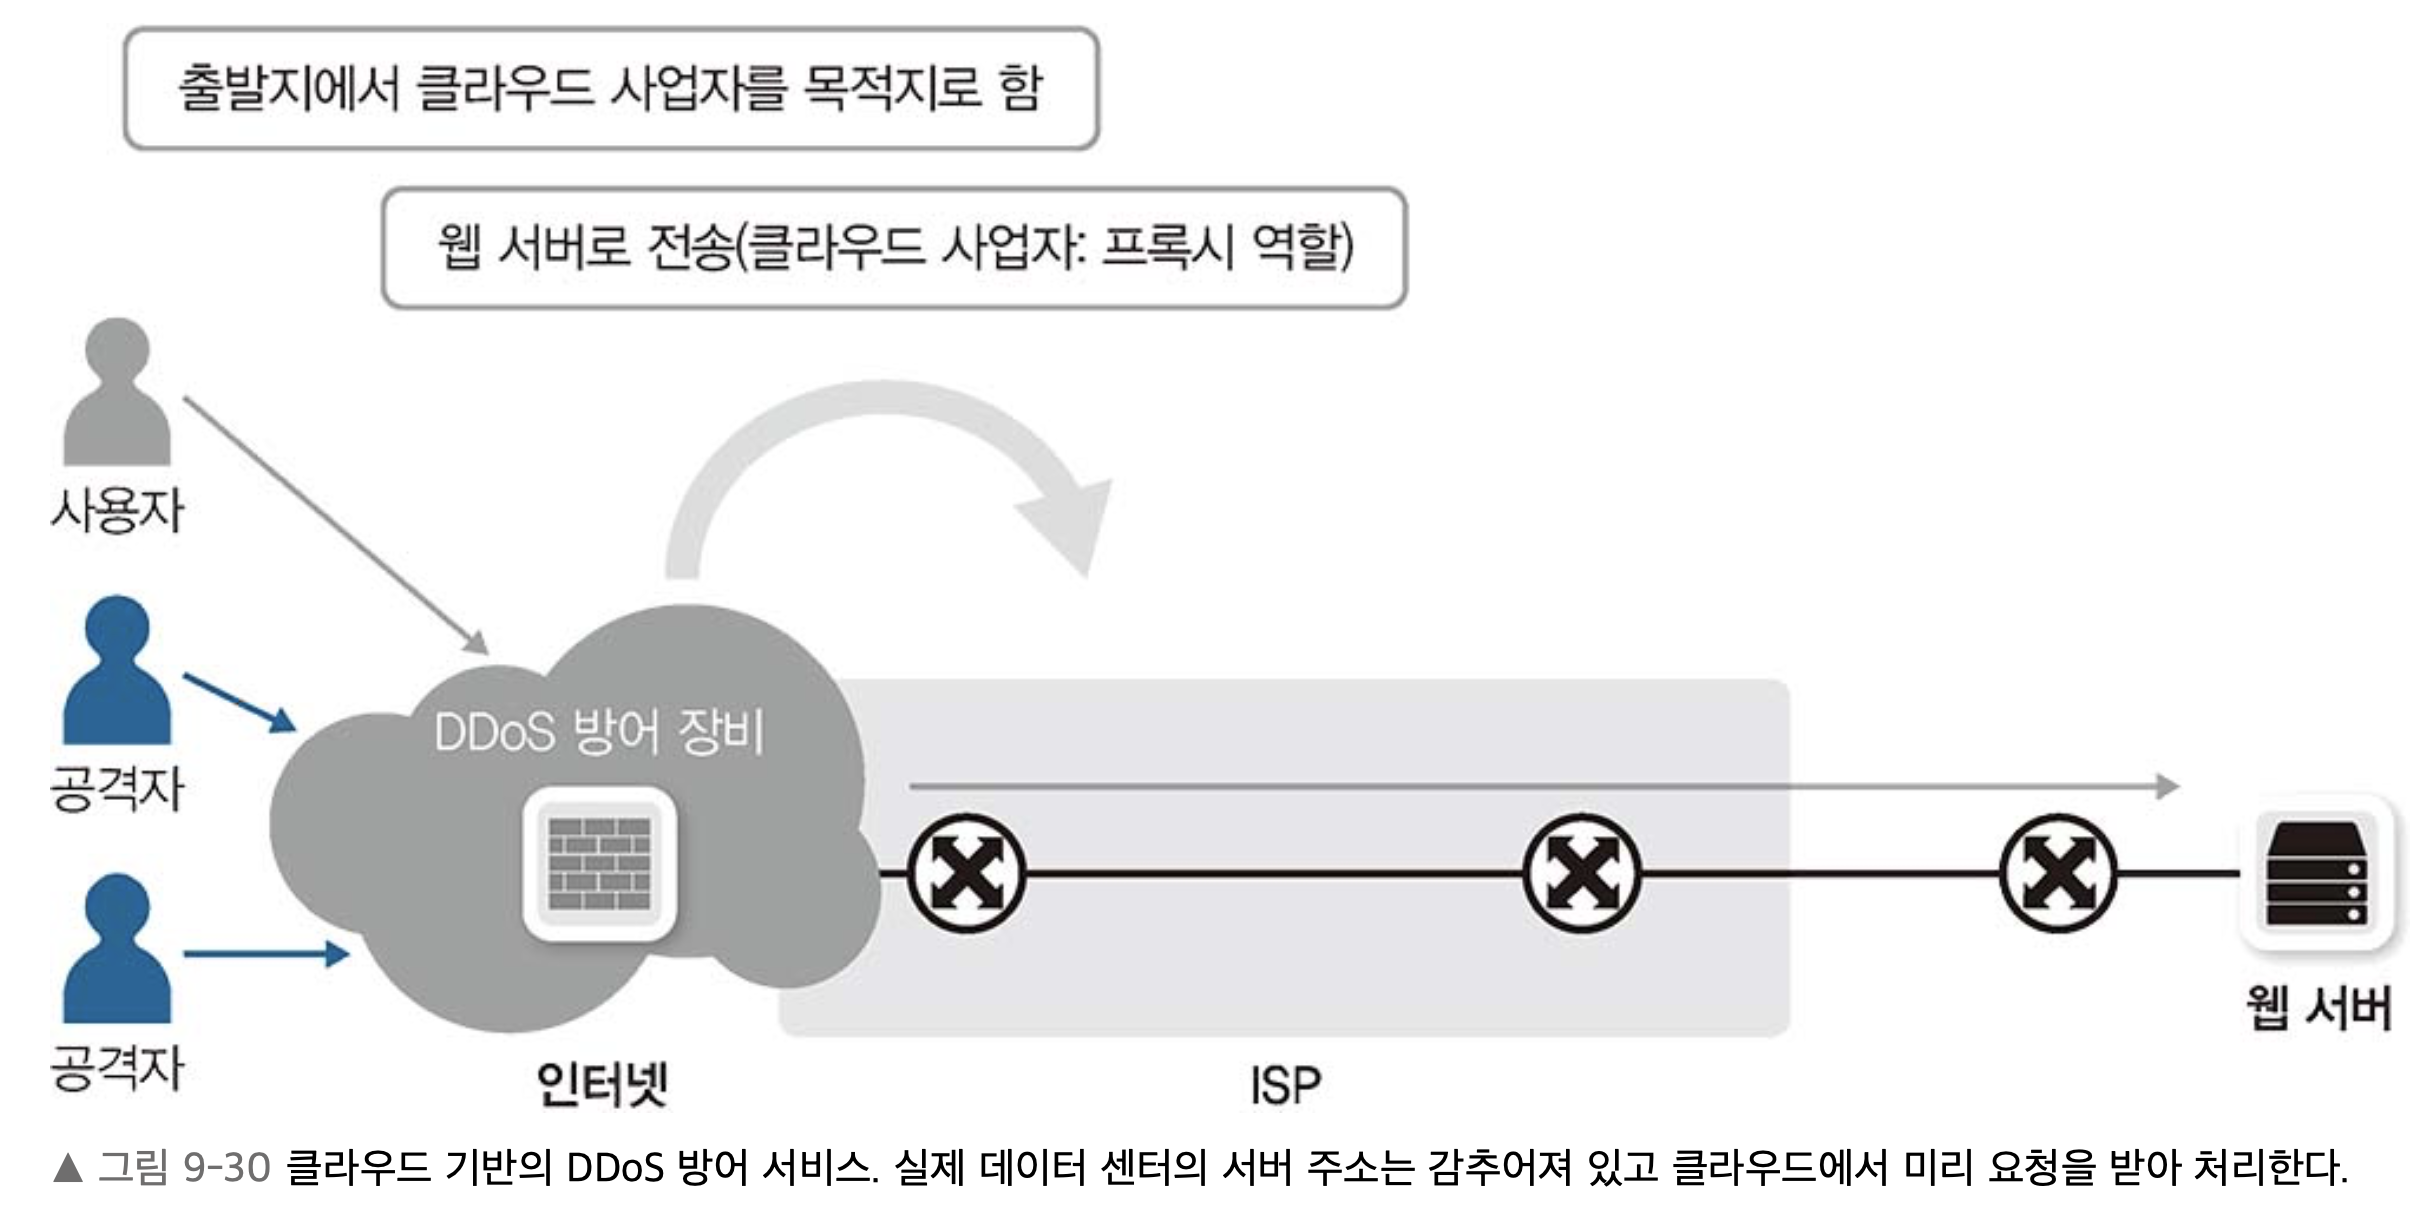 출발지에서 클라우드 사업자를 목적지로 함
웹 서버로 전송(클라우드 사업자: 프록시 역할)
사용자
공격자
공격자
DDoS 방어 장비
인터넷
ISP
웹 서버
▲ 그림 9-30 클라우드 기반의 DDoS 방어 서비스. 실제 데이터 센터의 서버 주소는 감추어져 있고 클라우드에서 미리 요청을 받아 처리한다.